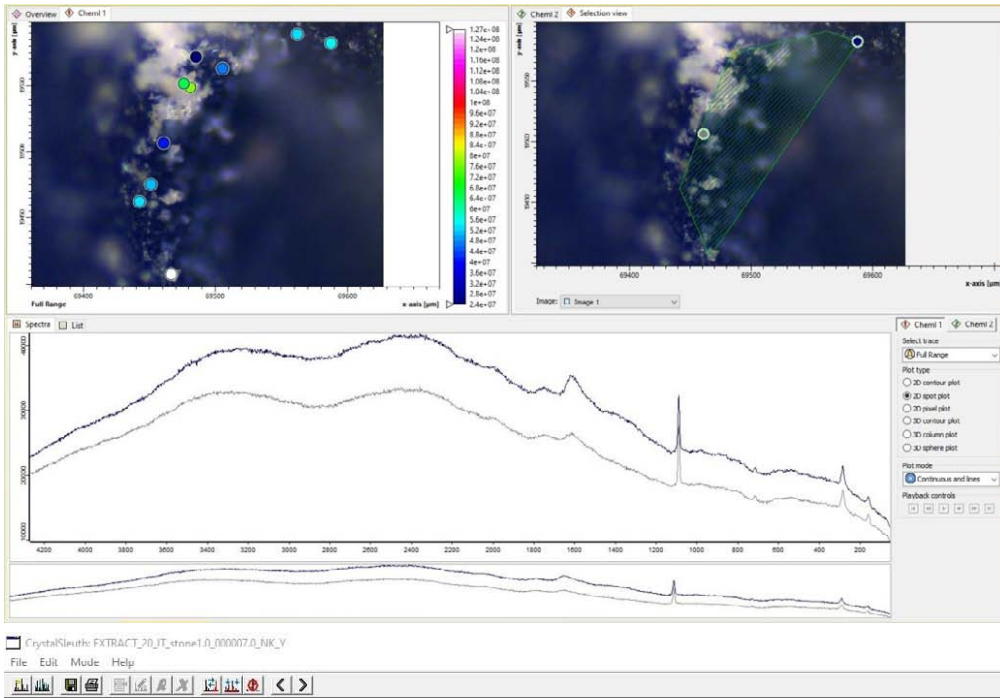 Overview ChemI 1
y-axis [µm]
69400 69500 69600
Full Range
x-axis [µm]
1.27e+08
1.24e+08
1.2e+08
1.16e+08
1.12e+08
1.08e+08
1.04e+08
1e+08
9.6e+07
9.2e+07
8.8e+07
8.4e+07
8e+07
7.6e+07
7.2e+07
6.8e+07
6.4e+07
6e+07
5.6e+07
5.2e+07
4.8e+07
4.4e+07
4e+07
3.6e+07
3.2e+07
2.8e+07
2.4e+07
ChemI 2 Selection view
y-axis [µm]
69400 69500 69600
x-axis [µm]
Image: Image 1
Spectra List
40000
30000
20000
10000
4200 4000 3800 3600 3400 3200 3000 2800 2600 2400 2200 2000 1800 1600 1400 1200 1000 800 600 400 200
ChemI 1 ChemI 2
Select trace
Full Range
Plot type
2D contour plot
2D spot plot
2D pixel plot
3D contour plot
3D column plot
3D sphere plot
Plot mode
Continuous and lines
Playback controls
CrystalSleuth: EXTRACT_20_IT_stone1.0_000007.0_NK_Y
File Edit Mode Help